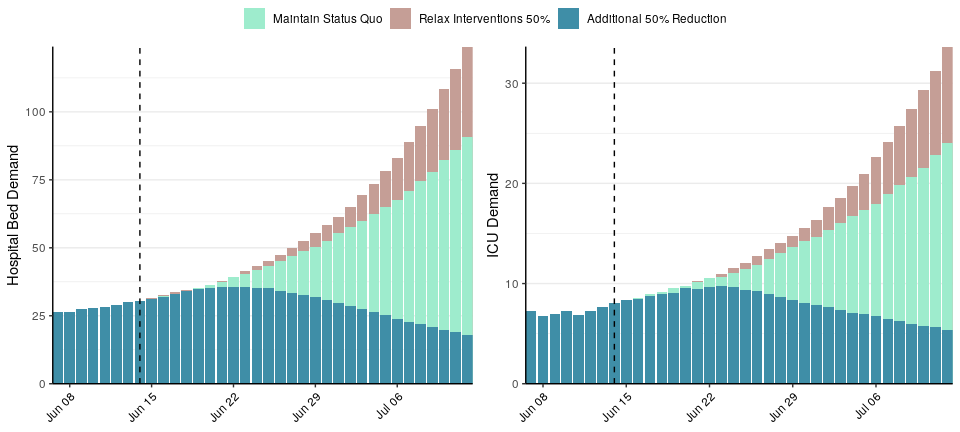 Maintain Status Quo Relax Interventions 50% Additional 50% Reduction
Hospital Bed Demand
100
75
50
25
0
Jun 08 Jun 15 Jun 22 Jun 29 Jul 06
ICU Demand
30
20
10
0
Jun 08 Jun 15 Jun 22 Jun 29 Jul 06